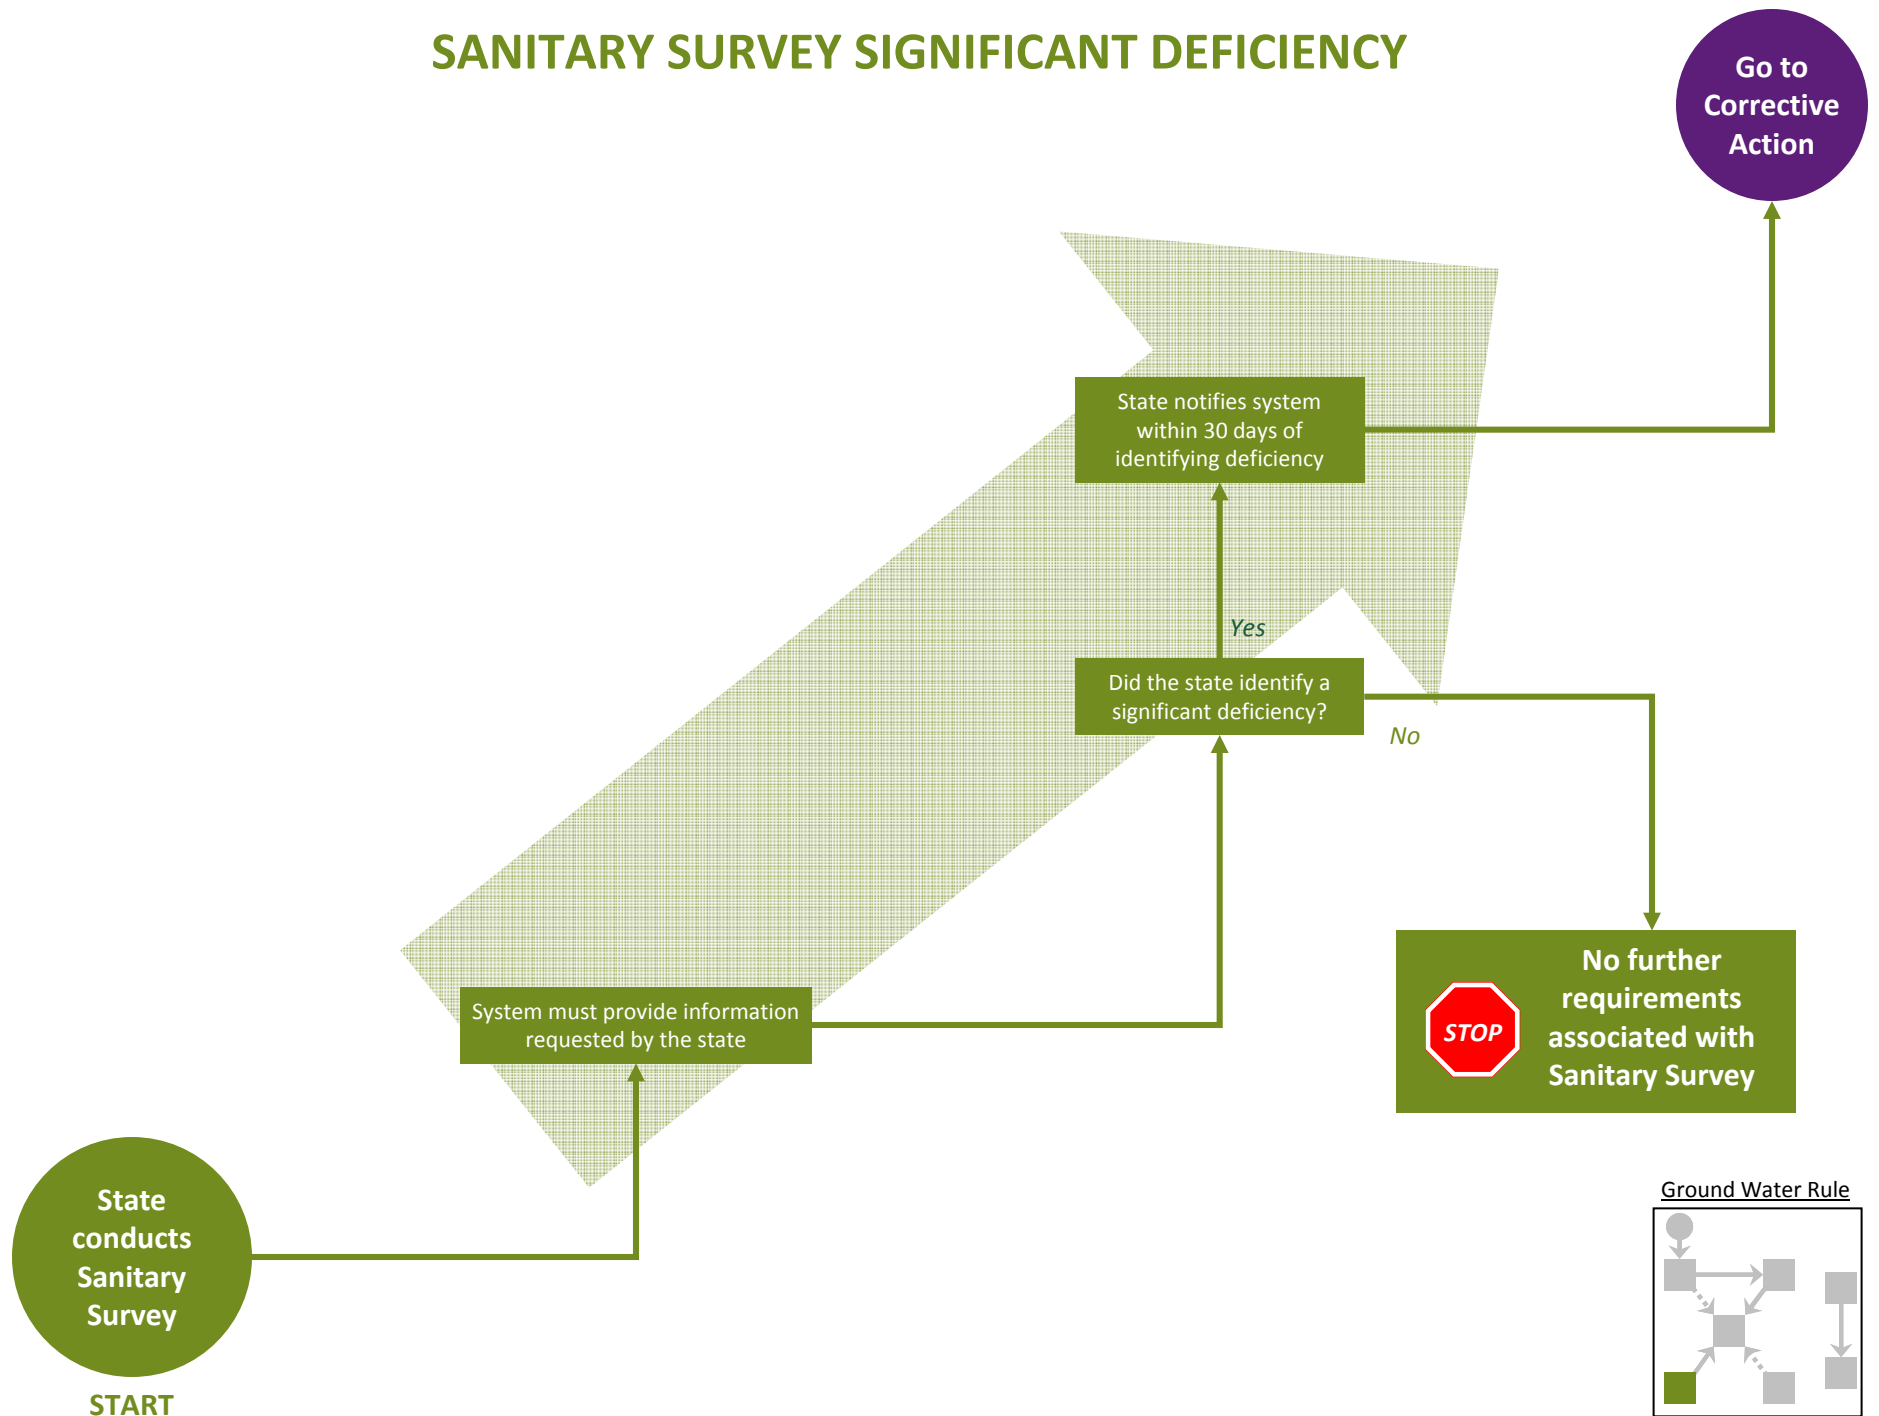 SANITARY SURVEY SIGNIFICANT DEFICIENCY
Go to
Corrective
Action
State notifies system
within 30 days of
identifying deficiency
Yes
Did the state identify a
significant deficiency?
No
No further
requirements
associated with
Sanitary Survey
STOP
System must provide information
requested by the state
State
conducts
Sanitary
Survey
START
Ground Water Rule